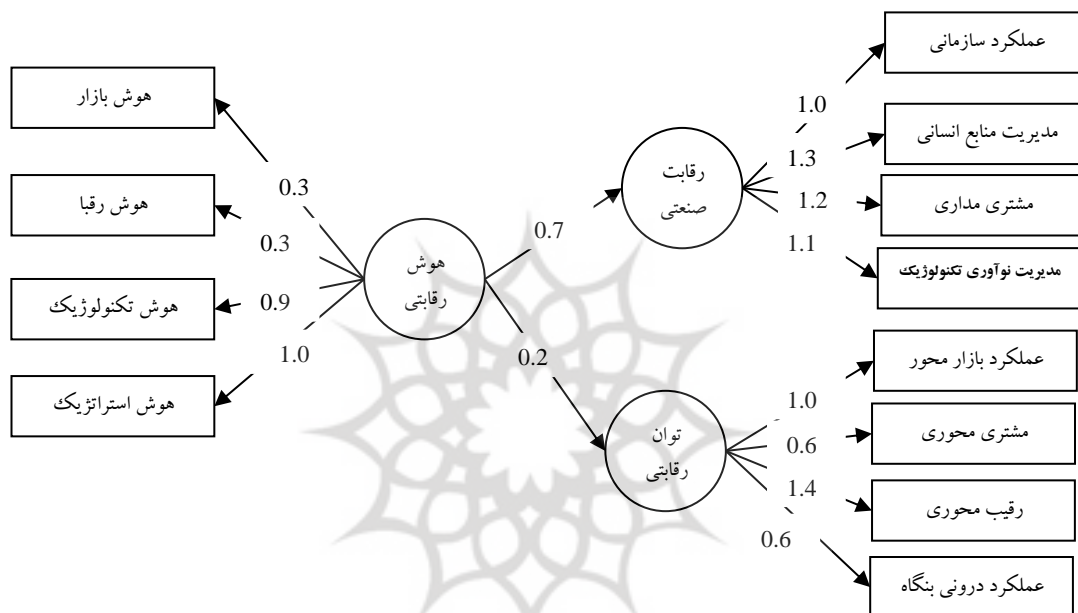 عملکرد سازمانی
هوش بازار
1.0
مدیریت منابع انسانی
1.3
رقابت
صنعتی
هوش رقبا
0.3
مشتری مداری
1.2
0.7
0.3
1.1
هوش
رقابتی
مدیریت نوآوری تکنولوژیک
هوش تکنولوژیک
0.9
1.0
0.2
عملکرد بازار محور
هوش استراتژیک
1.0
توان
رقابتی
مشتری محوری
0.6
1.4
رقیب محوری
0.6
عملکرد درونی بنگاه